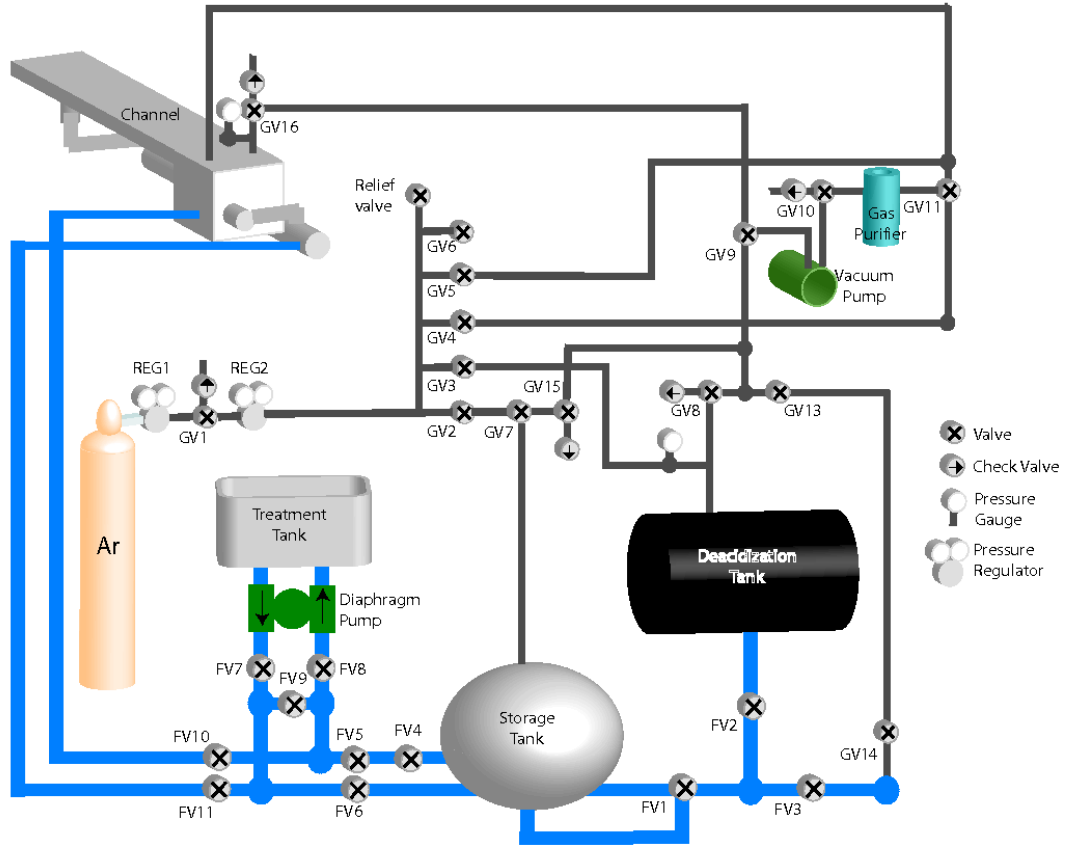 Channel
GV16
Relief
valve
GV6
GV5
GV4
GV3
GV2
GV7
GV15
GV9
GV10
GV11
Gas
Purifier
Vacuum
Pump
REG1
REG2
GV1
GV8
GV13
Valve
Check Valve
Pressure
Gauge
Pressure
Regulator
Ar
Treatment
Tank
Diaphragm
Pump
Deacidization
Tank
FV7
FV9
FV8
FV10
FV5
FV4
Storage
Tank
FV2
GV14
FV11
FV6
FV1
FV3